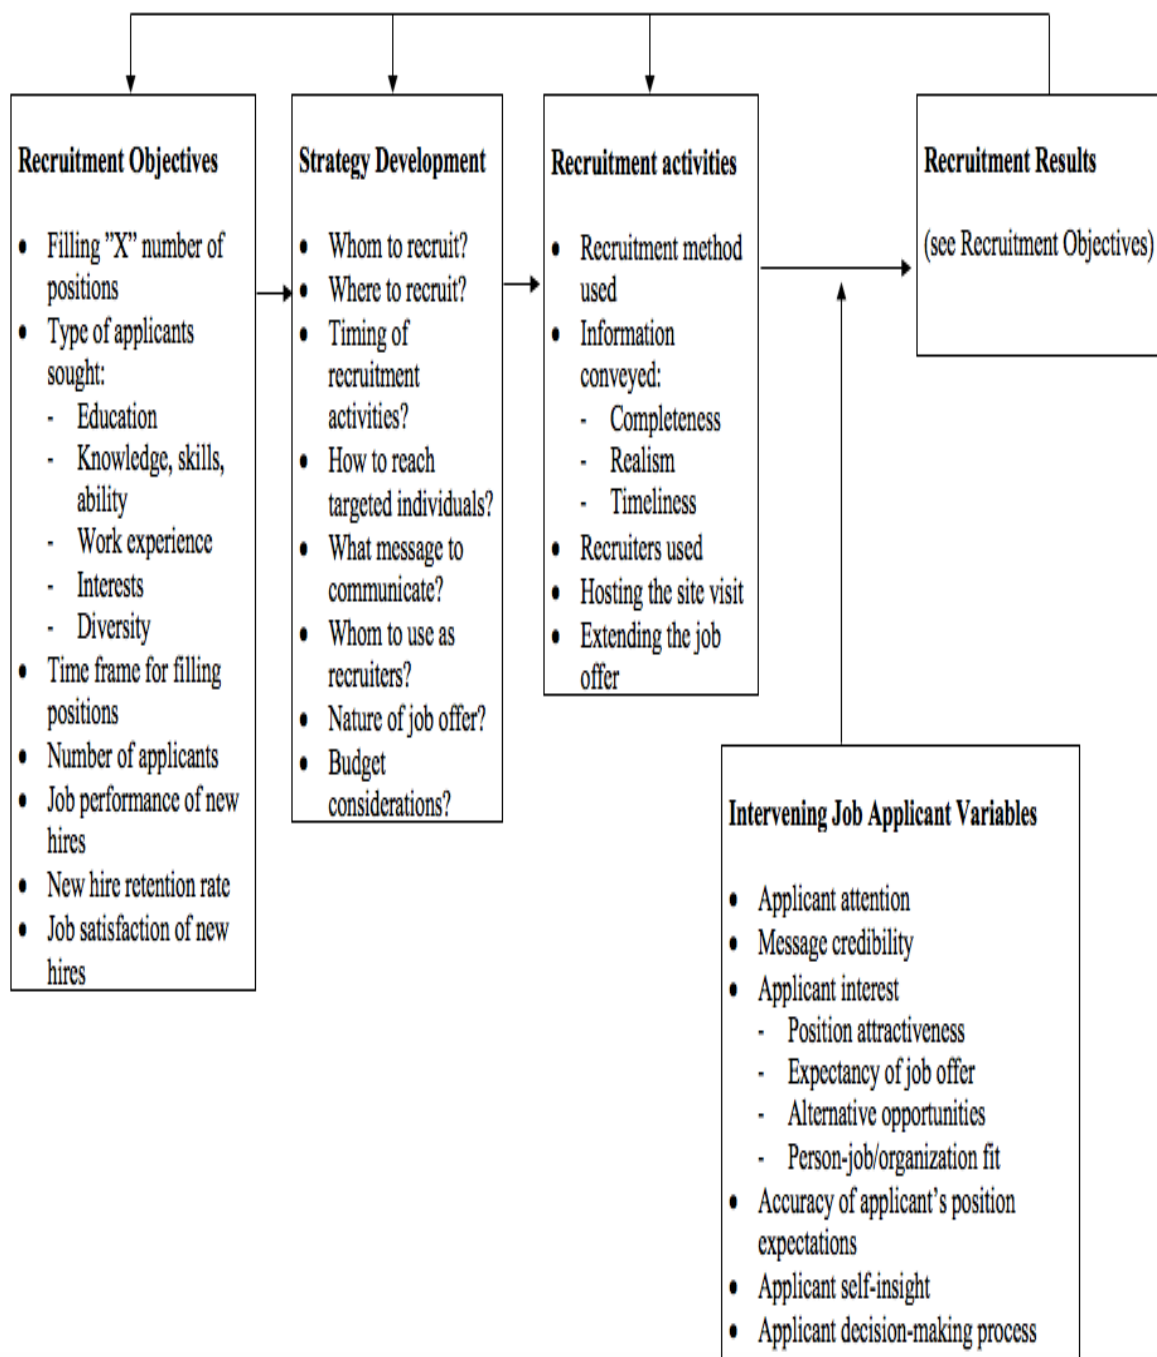 Recruitment Objectives
• Filling ”X” number of
positions
• Type of applicants
sought:
- Education
- Knowledge, skills,
ability
- Work experience
- Interests
- Diversity
• Time frame for filling
positions
• Number of applicants
• Job performance of new
hires
• New hire retention rate
• Job satisfaction of new
hires
Strategy Development
• Whom to recruit?
• Where to recruit?
• Timing of
recruitment
activities?
• How to reach
targeted individuals?
• What message to
communicate?
• Whom to use as
recruiters?
• Nature of job offer?
• Budget
considerations?
Recruitment activities
• Recruitment method
used
• Information
conveyed:
- Completeness
- Realism
- Timeliness
• Recruiters used
• Hosting the site visit
• Extending the job
offer
Recruitment Results
(see Recruitment Objectives)
Intervening Job Applicant Variables
• Applicant attention
• Message credibility
• Applicant interest
- Position attractiveness
- Expectancy of job offer
- Alternative opportunities
- Person-job/organization fit
• Accuracy of applicant’s position
expectations
• Applicant self-insight
• Applicant decision-making process